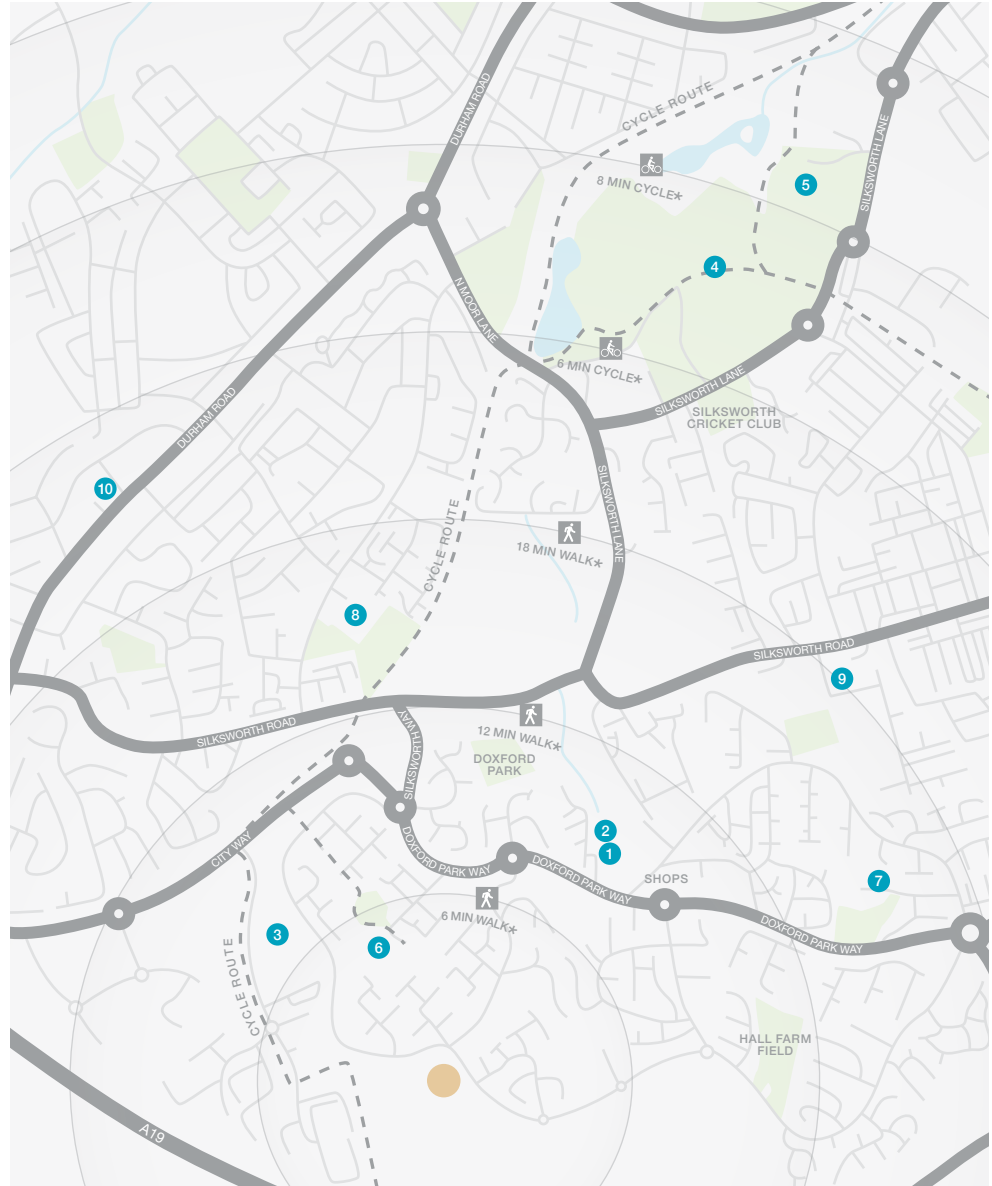 DURHAM ROAD
CYCLE ROUTE
SILKSWORTH LANE
8 MIN CYCLE*
5
4
N MOOR LANE
6 MIN CYCLE*
SILKSWORTH LANE
SILKSWORTH
CRICKET CLUB
DURHAM ROAD
10
CYCLE ROUTE
SILKSWORTH LANE
18 MIN WALK*
8
SILKSWORTH ROAD
9
SILKSWORTH ROAD
SILKSWORTH WAY
12 MIN WALK*
DOXFORD
PARK
2
1
CITY WAY
DOXFORD PARK WAY
DOXFORD PARK WAY
SHOPS
7
6 MIN WALK*
DOXFORD PARK WAY
3
6
CYCLE ROUTE
HALL FARM
FIELD
A19